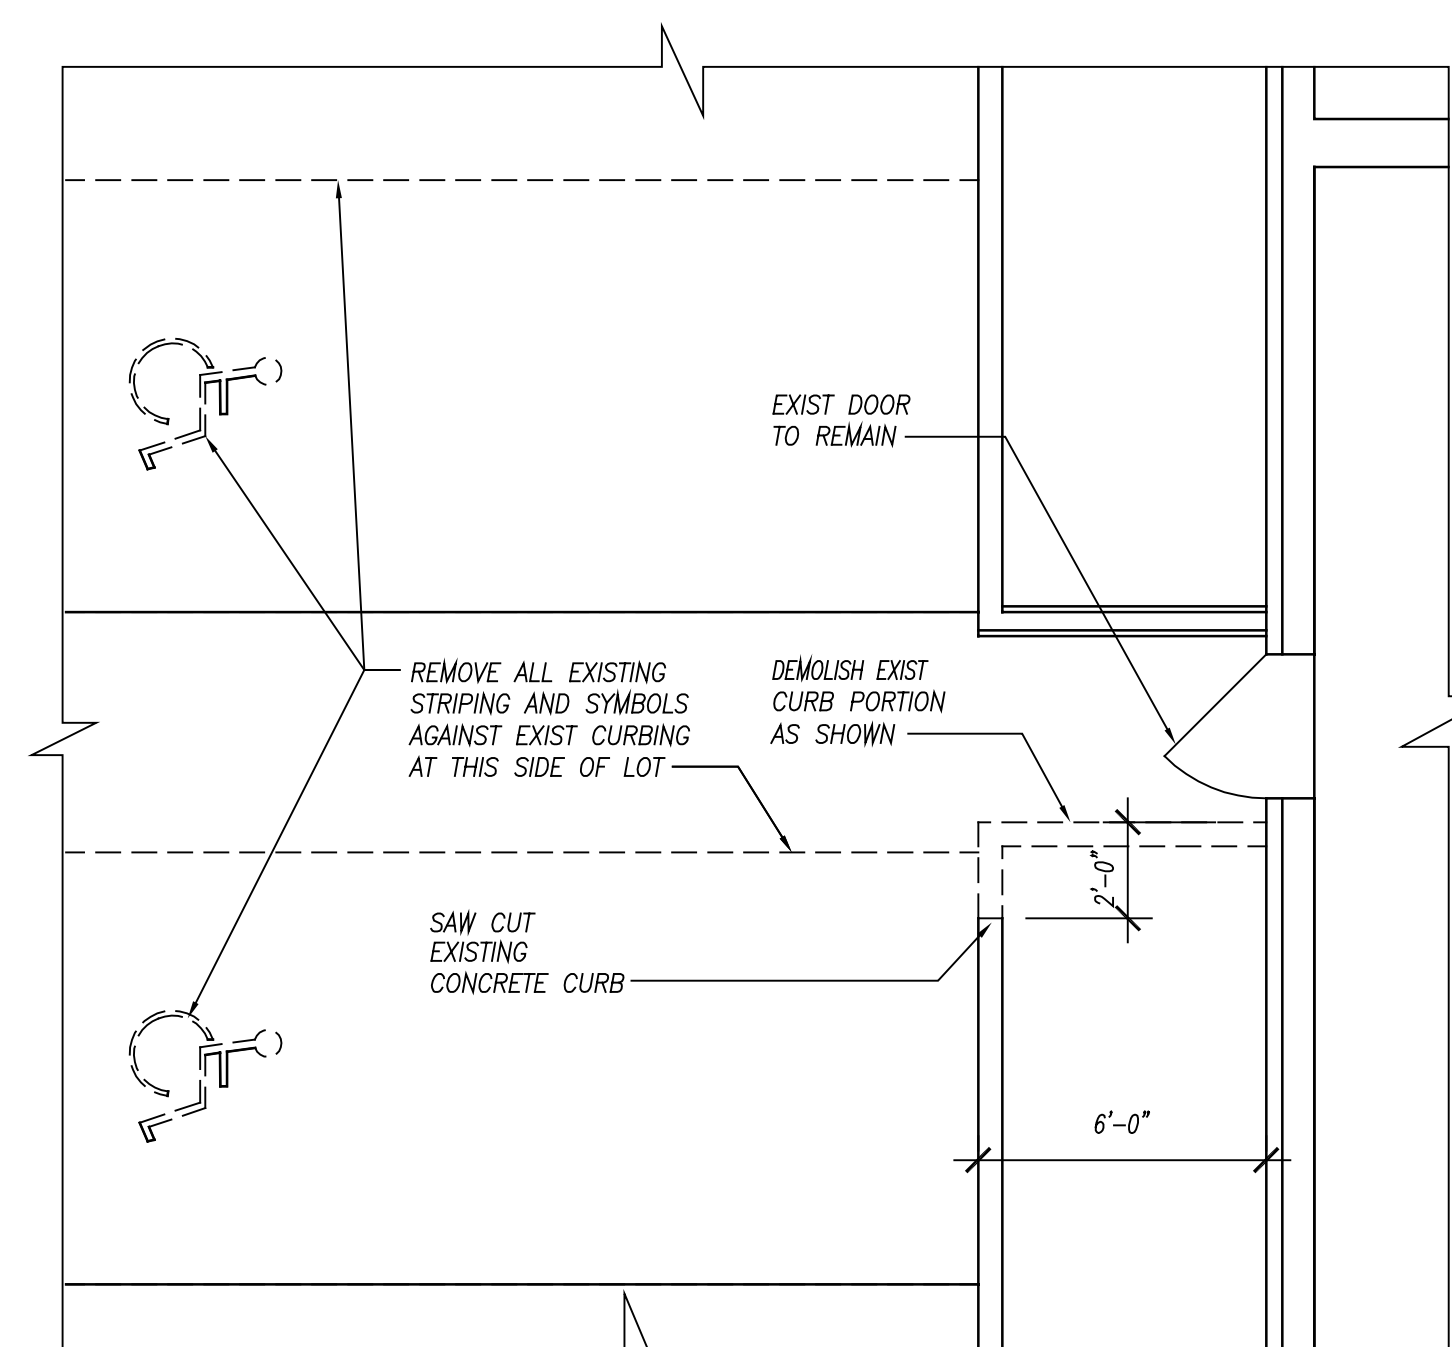 EXIST DOOR
TO REMAIN
REMOVE ALL EXISTING
STRIPING AND SYMBOLS
AGAINST EXIST CURBING
AT THIS SIDE OF LOT
DEMOLISH EXIST
CURB PORTION
AS SHOWN
2'-0"
SAW CUT
EXISTING
CONCRETE CURB
6'-0"